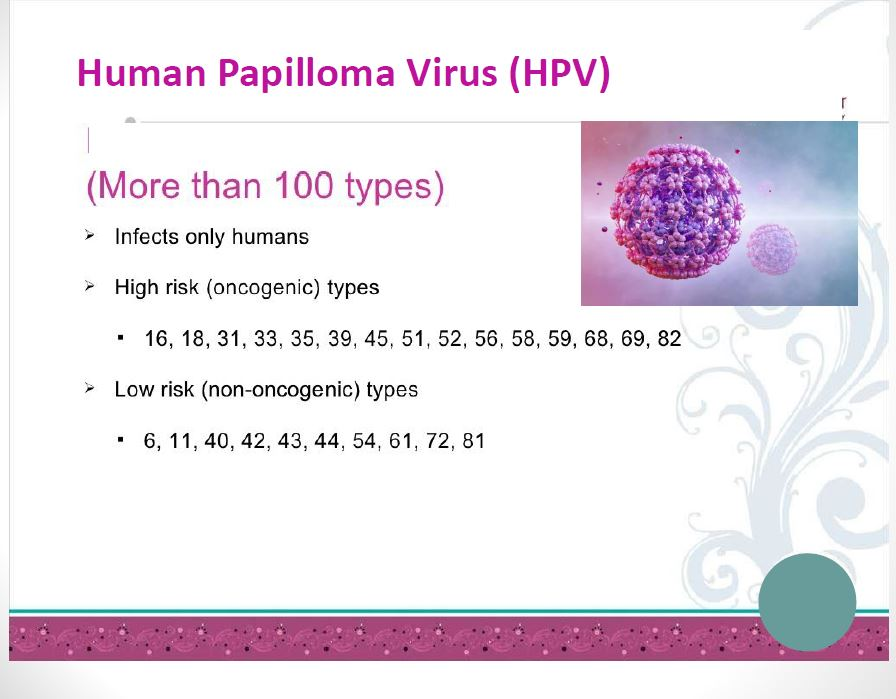 Human Papilloma Virus (HPV)
r
(More than 100 types)
➢ Infects only humans
➢ High risk (oncogenic) types
▪ 16, 18, 31, 33, 35, 39, 45, 51, 52, 56, 58, 59, 68, 69, 82
➢ Low risk (non-oncogenic) types
▪ 6, 11, 40, 42, 43, 44, 54, 61, 72, 81